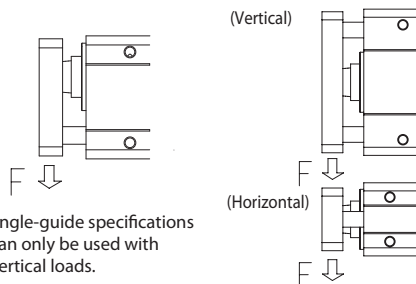 (Vertical)
F
F
(Horizontal)
ngle-guide specifications
an only be used with
ertical loads.
F